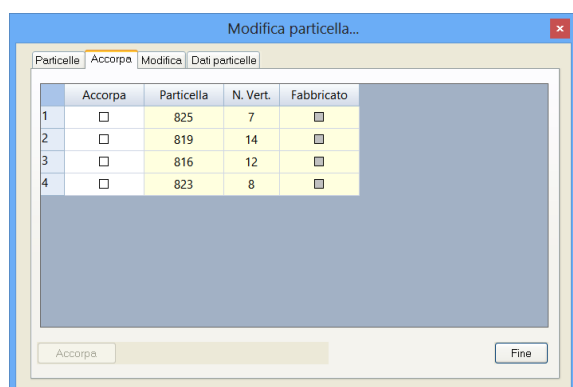 Modifica particella...
Particelle Accorpa Modifica Dati particelle
Accorpa Particella N. Vert. Fabbricato
1 825 7
2 819 14
3 816 12
4 823 8
Accorpa Fine